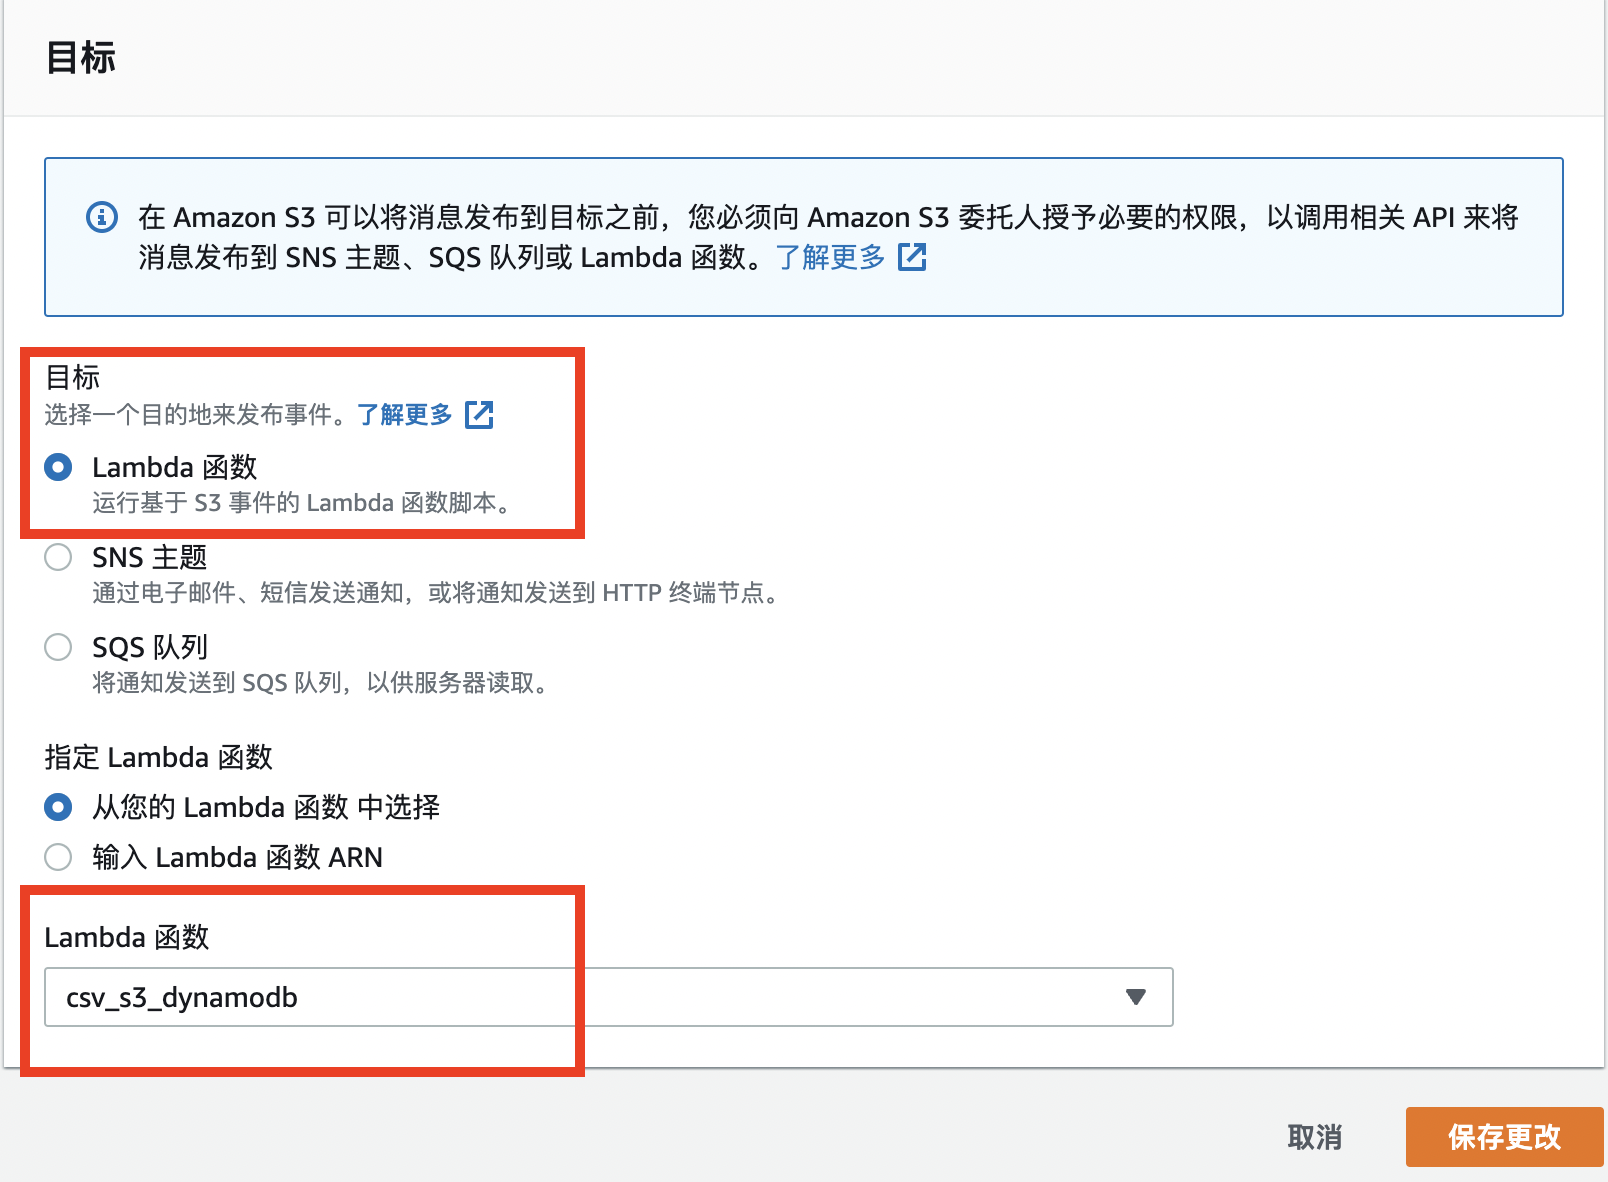 目标
在 Amazon S3 可以将消息发布到目标之前，您必须向 Amazon S3 委托人授予必要的权限，以调用相关 API 来将
消息发布到 SNS 主题、SQS 队列或 Lambda 函数。了解更多
目标
选择一个目的地来发布事件。了解更多
Lambda 函数
运行基于 S3 事件的 Lambda 函数脚本。
SNS 主题
通过电子邮件、短信发送通知，或将通知发送到 HTTP 终端节点。
SQS 队列
将通知发送到 SQS 队列，以供服务器读取。
指定 Lambda 函数
从您的 Lambda 函数 中选择
输入 Lambda 函数 ARN
Lambda 函数
csv_s3_dynamodb
取消
保存更改